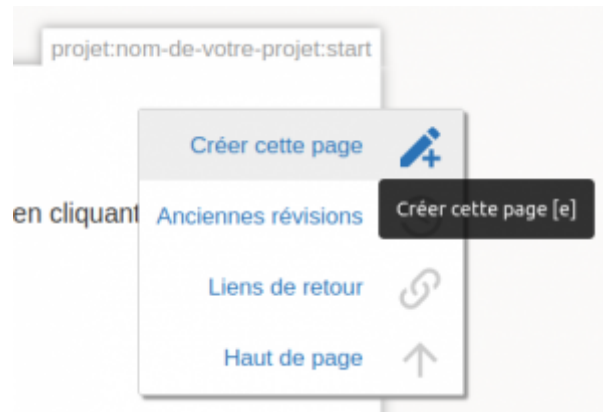 projet:nom-de-votre-projet:start
Créer cette page
en cliquant
Anciennes révisions
Créer cette page [e]
Liens de retour
Haut de page